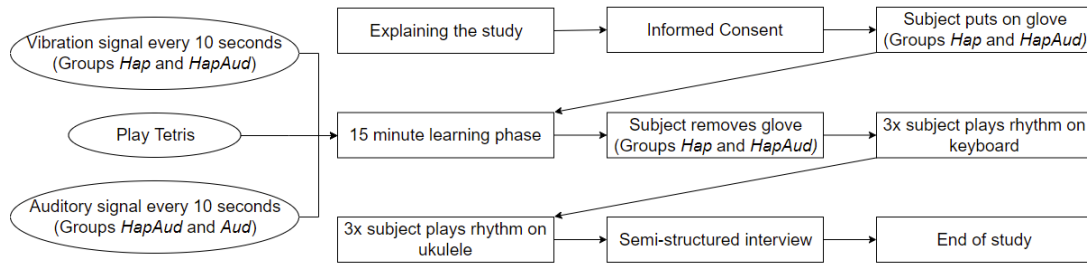 Vibration signal every 10 seconds
(Groups Hap and HapAud)
Explaining the study
Informed Consent
Subject puts on glove
(Groups Hap and HapAud)
Play Tetris
15 minute learning phase
Subject removes glove
(Groups Hap and HapAud)
3x subject plays rhythm on
keyboard
Auditory signal every 10 seconds
(Groups HapAud and Aud)
3x subject plays rhythm on
ukulele
Semi-structured interview
End of study